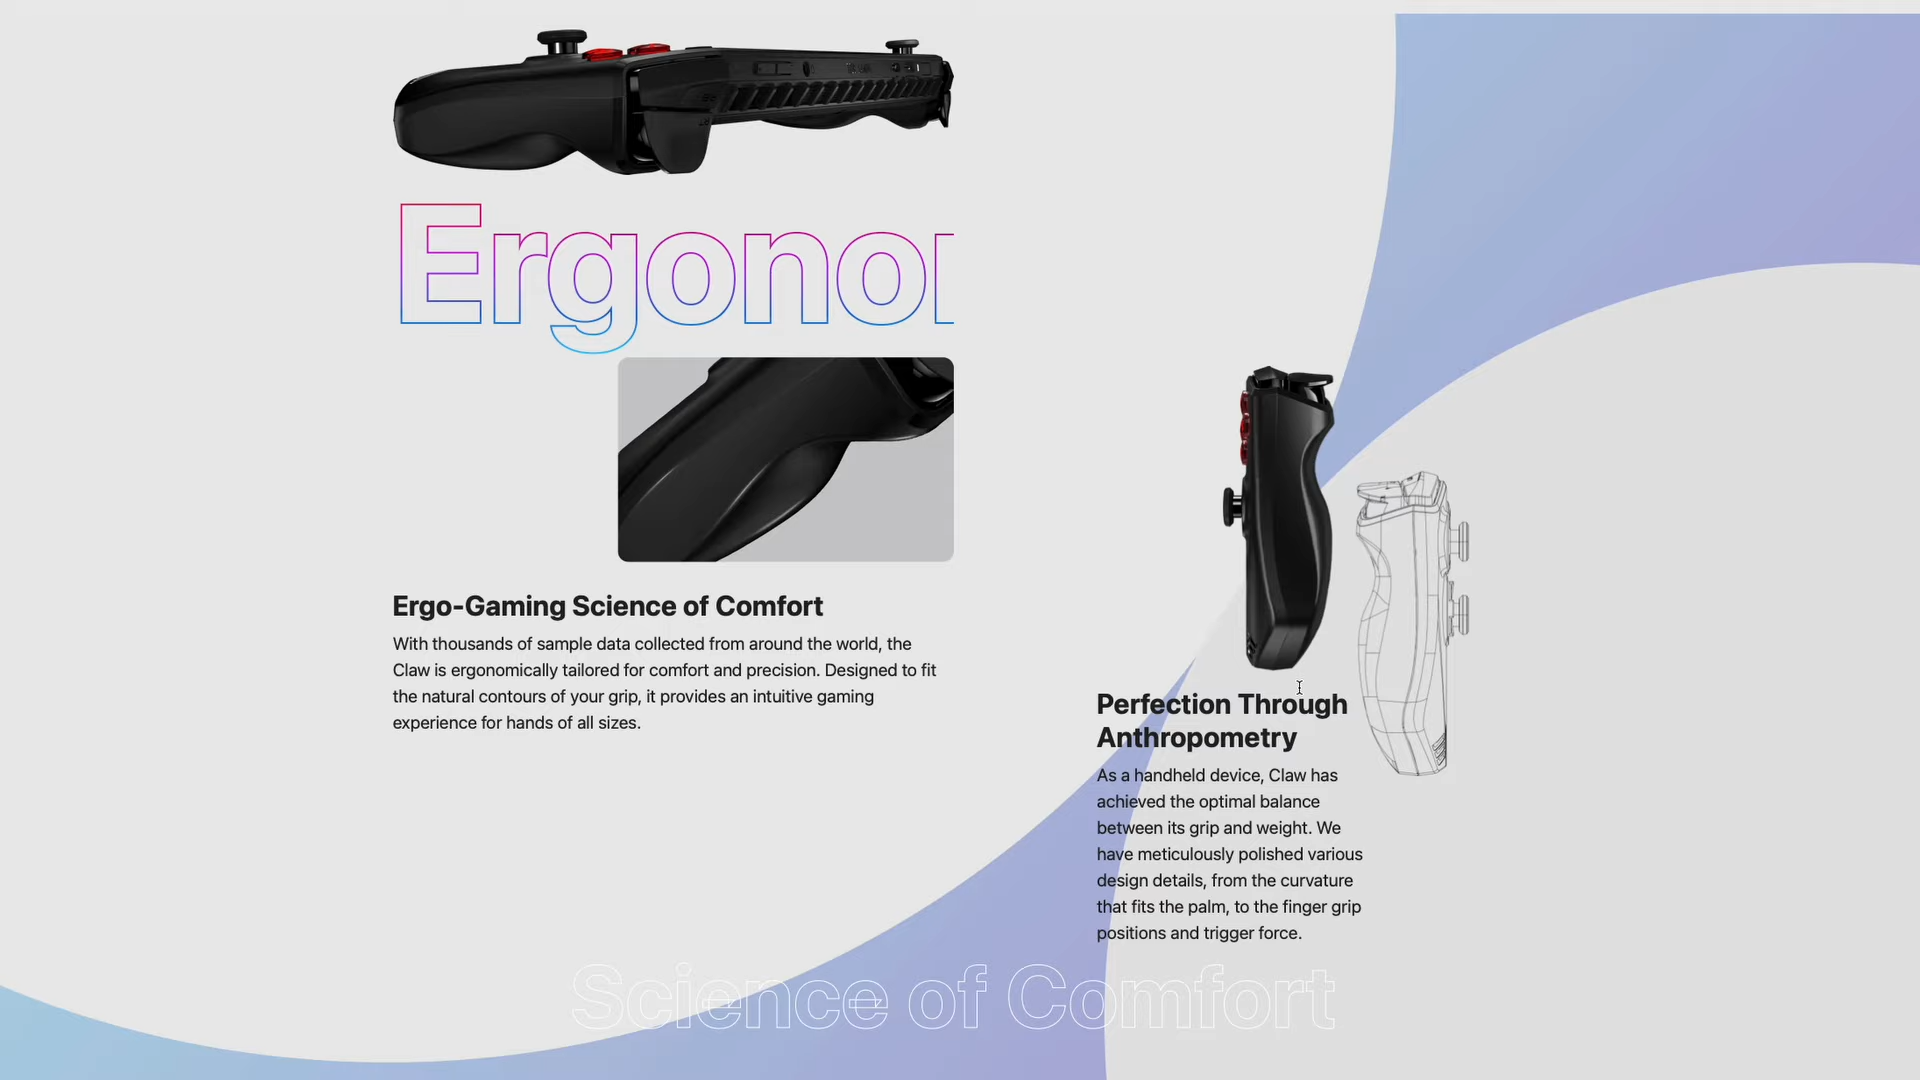 Ergono
Ergo-Gaming Science of Comfort
With thousands of sample data collected from around the world, the
Claw is ergonomically tailored for comfort and precision. Designed to fit
the natural contours of your grip, it provides an intuitive gaming
experience for hands of all sizes.
Perfection Through
Anthropometry
As a handheld device, Claw has
achieved the optimal balance
between its grip and weight. We
have meticulously polished various
design details, from the curvature
that fits the palm, to the finger grip
positions and trigger force.
Science of Comfort